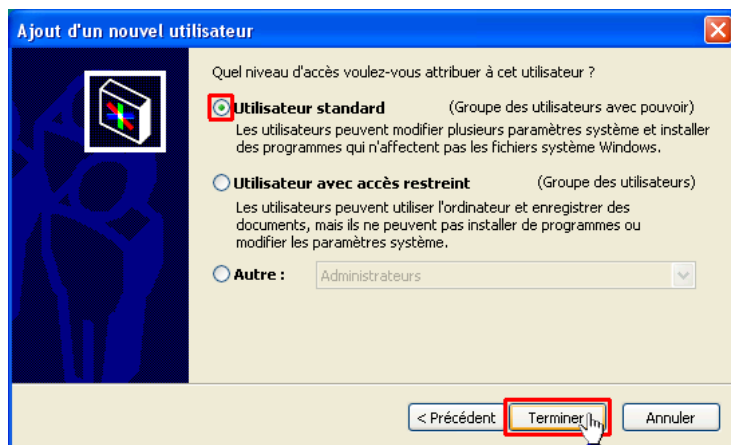 Ajout d'un nouvel utilisateur
Quel niveau d'accès voulez-vous attribuer à cet utilisateur ?
Utilisateur standard (Groupe des utilisateurs avec pouvoir)
Les utilisateurs peuvent modifier plusieurs paramètres système et installer
des programmes qui n'affectent pas les fichiers système Windows.
Utilisateur avec accès restreint (Groupe des utilisateurs)
Les utilisateurs peuvent utiliser l'ordinateur et enregistrer des
documents, mais ils ne peuvent pas installer de programmes ou
modifier les paramètres système.
Autre : Administrateurs
< Précédent Terminer Annuler